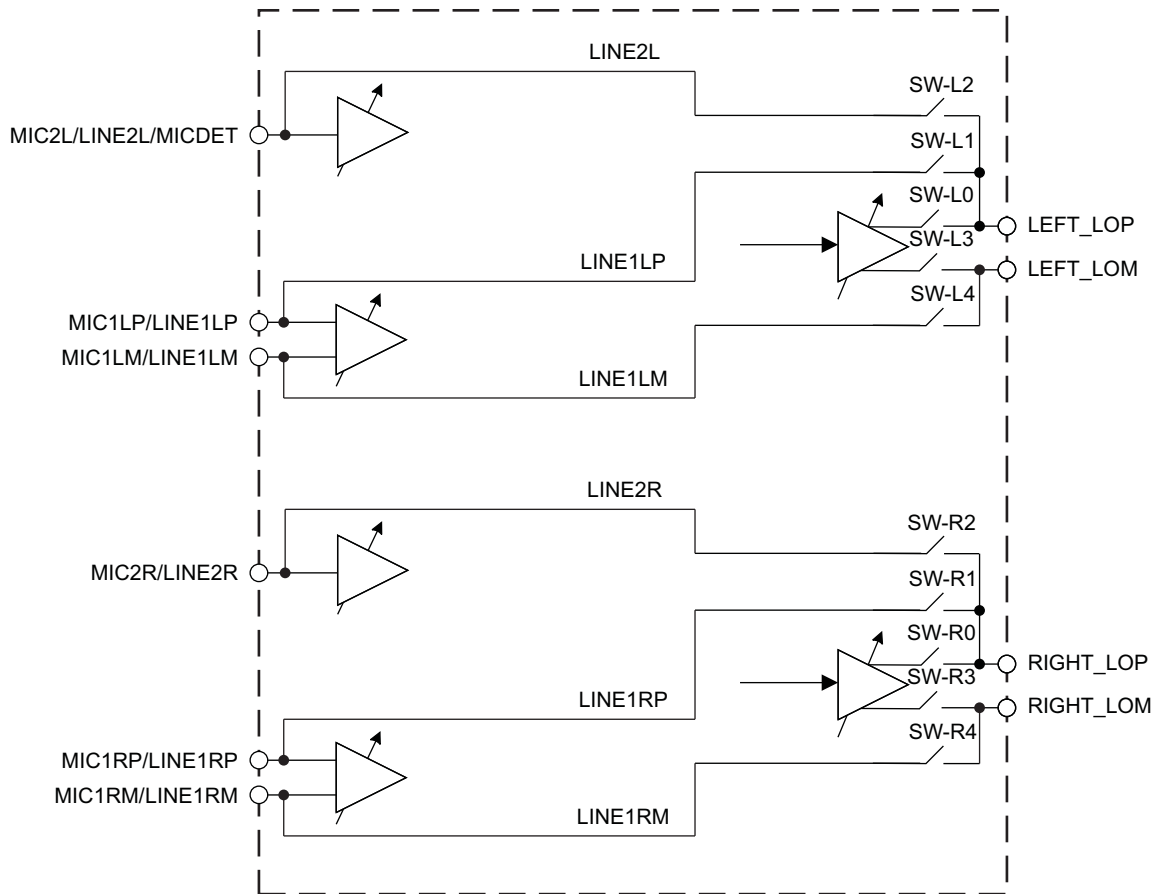 LINE2L
SW-L2
MIC2L/LINE2L/MICDET
SW-L1
SW-L0
LEFT_LOP
SW-L3
LINE1LP
LEFT_LOM
SW-L4
MIC1LP/LINE1LP
MIC1LM/LINE1LM
LINE1LM
LINE2R
SW-R2
MIC2R/LINE2R
SW-R1
SW-R0
RIGHT_LOP
SW-R3
LINE1RP
RIGHT_LOM
SW-R4
MIC1RP/LINE1RP
MIC1RM/LINE1RM
LINE1RM